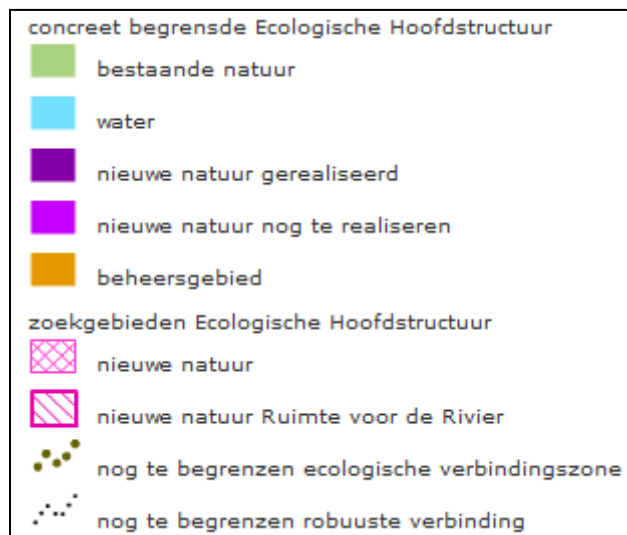 concreet begrensde Ecologische Hoofdstructuur
bestaande natuur
water
nieuwe natuur gerealiseerd
nieuwe natuur nog te realiseren
beheersgebied
zoekgebieden Ecologische Hoofdstructuur
nieuwe natuur
nieuwe natuur Ruimte voor de Rivier
nog te begrenzen ecologische verbindingszone
nog te begrenzen robuuste verbinding